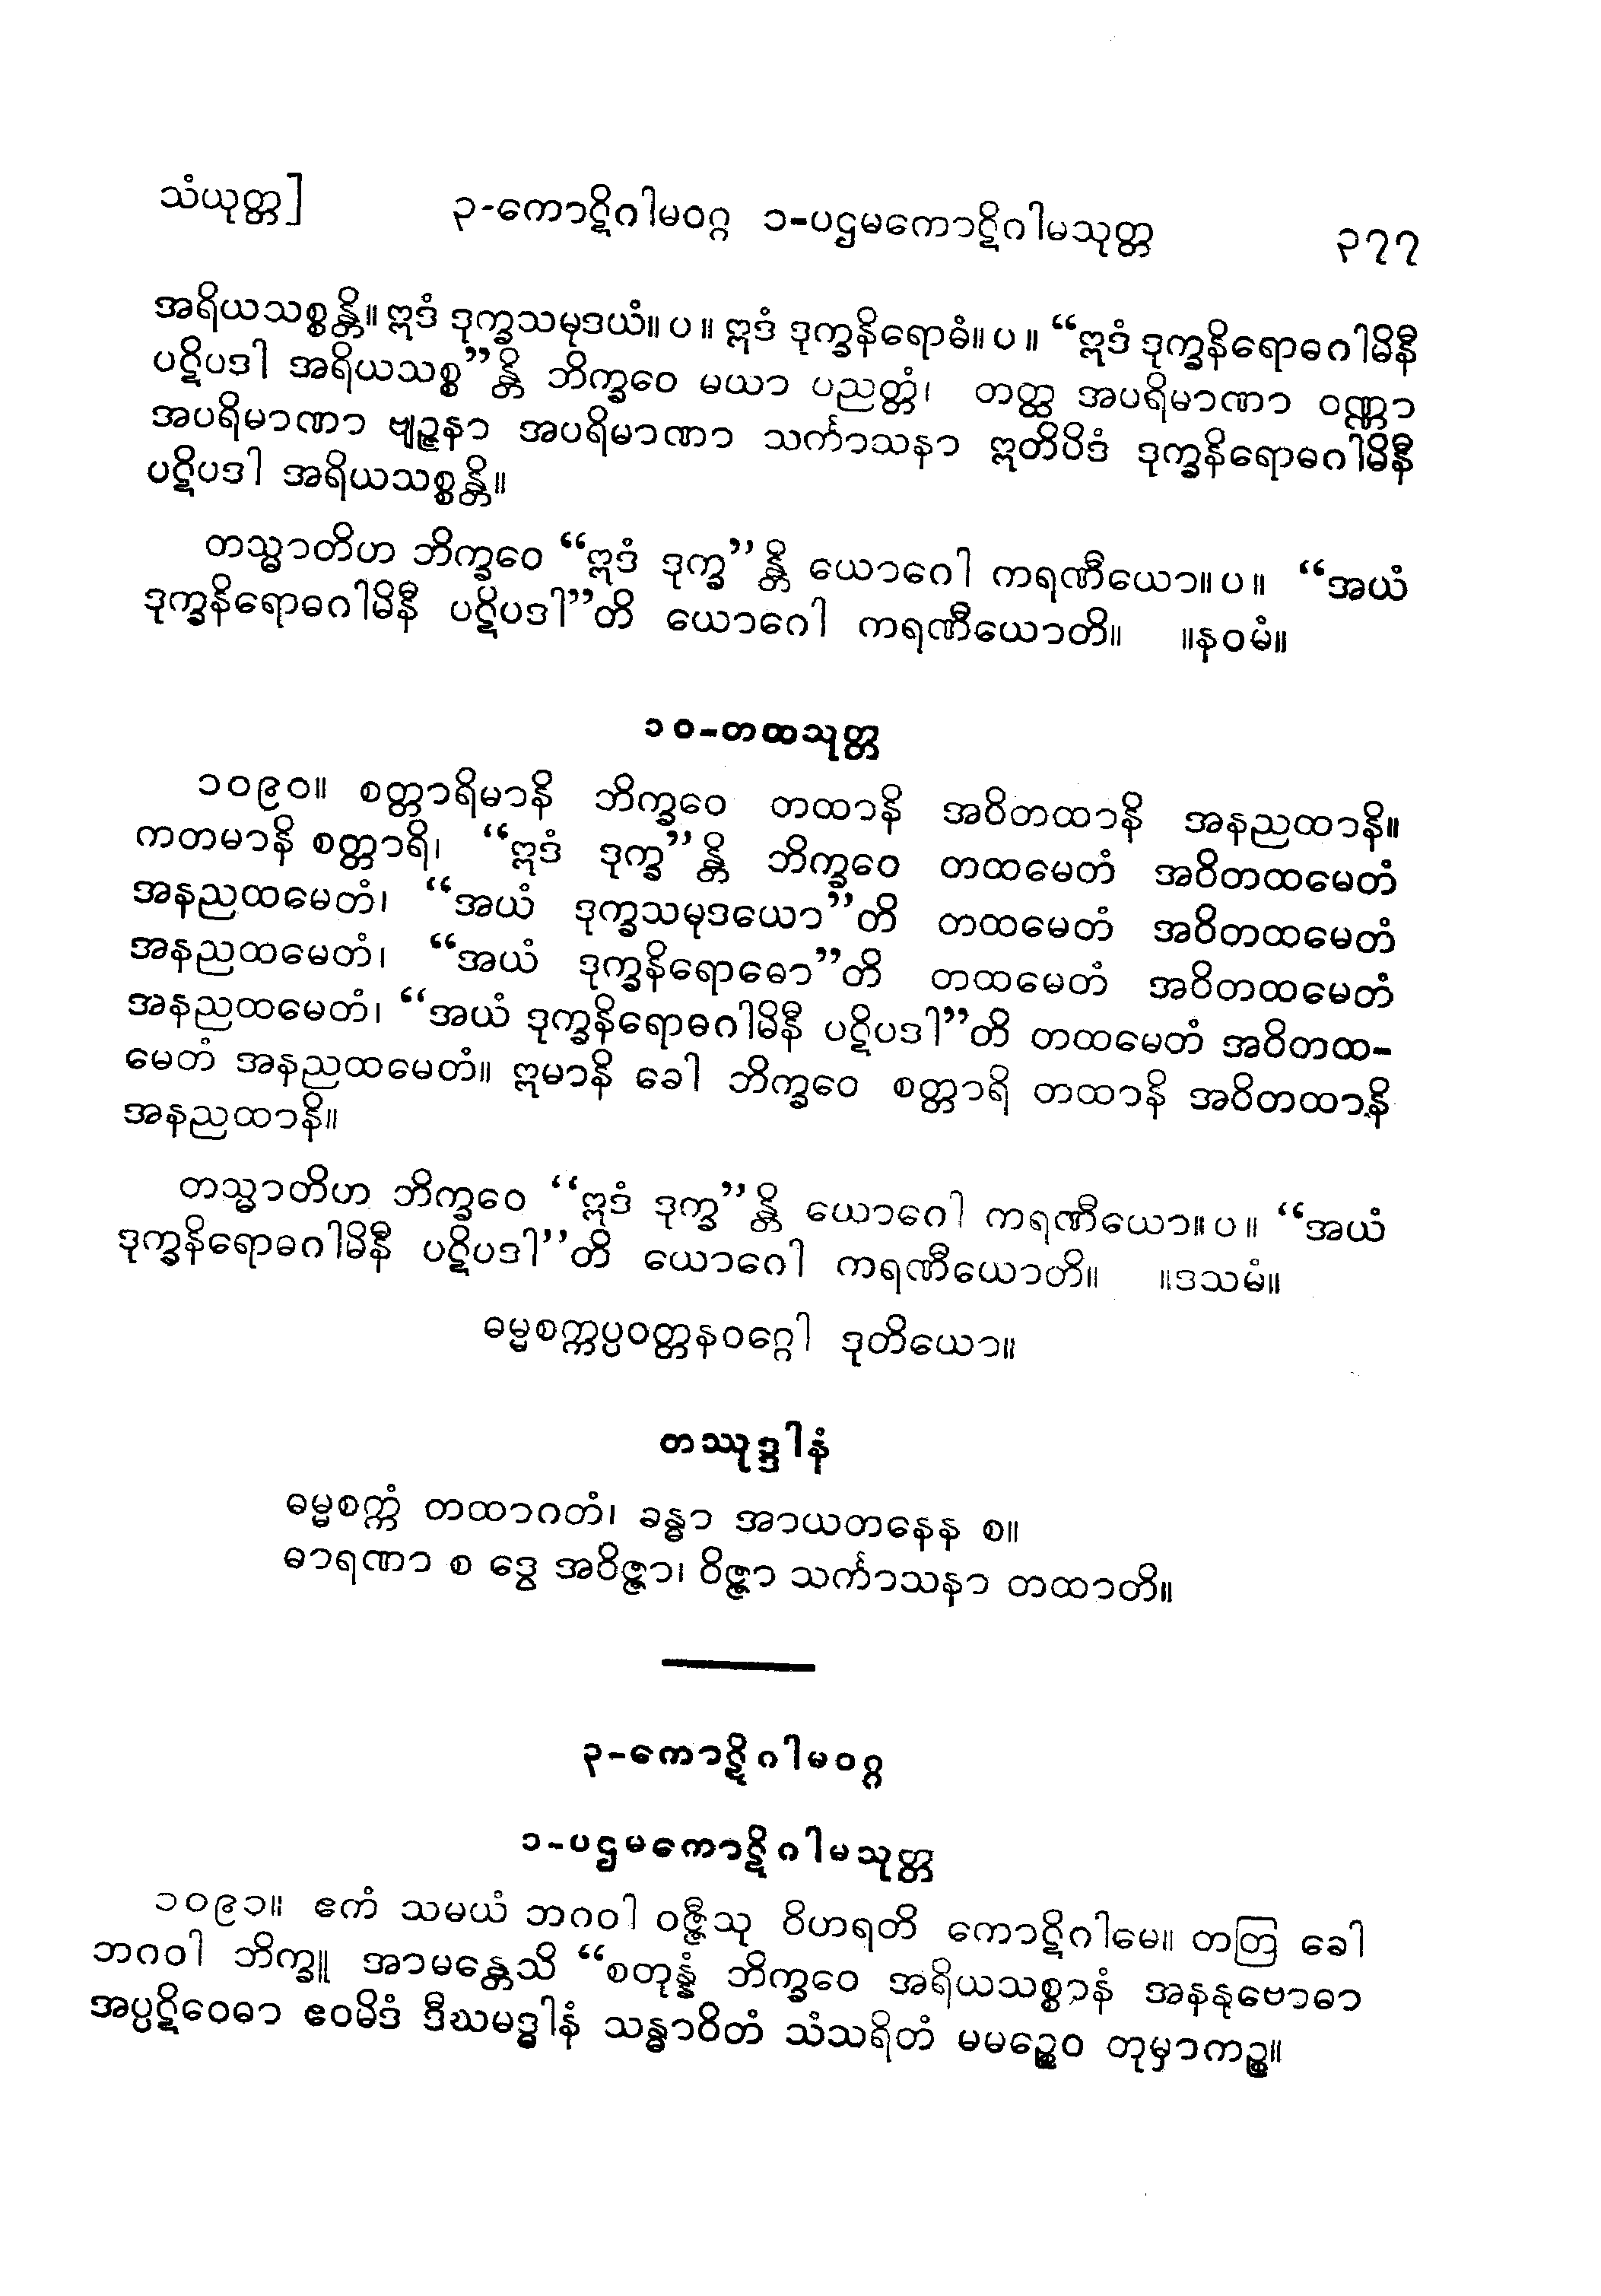 သံယုတ္တ] ၃-ကောဋိဂါမဝဂ္ဂ ၁-ပဌမကောဋိဂါမသုတ္တ ၃၇၇
အရိယသစ္စန္တိ။ ဣဒံ ဒုက္ခသမုဒယံ။ ပ ။ ဣဒံ ဒုက္ခနိရောဓံ။ ပ ။ “ဣဒံ ဒုက္ခနိရောဓဂါမိနီ
ပဋိပဒါ အရိယသစ္စ”န္တိ ဘိက္ခဝေ မယာ ပညတ္တံ၊ တတ္ထ အပရိမာဏာ ဝဏ္ဏာ
အပရိမာဏာ ဗျဉ္ဇနာ အပရိမာဏာ သင်္ကာသနာ ဣတိပိဒံ ဒုက္ခနိရောဓဂါမိနီ
ပဋိပဒါ အရိယသစ္စန္တိ။
တသ္မာတိဟ ဘိက္ခဝေ “ဣဒံ ဒုက္ခ”န္တိ ယောဂေါ ကရဏီယော။ ပ ။ “အယံ
ဒုက္ခနိရောဓဂါမိနီ ပဋိပဒါ”တိ ယောဂေါ ကရဏီယောတိ။ ။နဝမံ။
၁၀-တထသုတ္တ
၁၀၉၀။ စတ္တာရိမာနိ ဘိက္ခဝေ တထာနိ အဝိတထာနိ အနညထာနိ။
ကတမာနိ စတ္တာရိ၊ “ဣဒံ ဒုက္ခ”န္တိ ဘိက္ခဝေ တထမေတံ အဝိတထမေတံ
အနညထမေတံ၊ “အယံ ဒုက္ခသမုဒယော”တိ တထမေတံ အဝိတထမေတံ
အနညထမေတံ၊ “အယံ ဒုက္ခနိရောဓော”တိ တထမေတံ အဝိတထမေတံ
အနညထမေတံ၊ “အယံ ဒုက္ခနိရောဓဂါမိနီ ပဋိပဒါ”တိ တထမေတံ အဝိတထ-
မေတံ အနညထမေတံ။ ဣမာနိ ခေါ ဘိက္ခဝေ စတ္တာရိ တထာနိ အဝိတထာနိ
အနညထာနိ။
တသ္မာတိဟ ဘိက္ခဝေ “ဣဒံ ဒုက္ခ”န္တိ ယောဂေါ ကရဏီယော။ ပ ။ “အယံ
ဒုက္ခနိရောဓဂါမိနီ ပဋိပဒါ”တိ ယောဂေါ ကရဏီယောတိ။ ။ဒသမံ။
ဓမ္မစက္ကပ္ပဝတ္တနဝဂ္ဂေါ ဒုတိယော။
တဿုဒ္ဒါနံ
ဓမ္မစက္ကံ တထာဂတံ၊ ခန္ဓာ အာယတနေန စ။
ဓာရဏာ စ ဒွေ အဝိဇ္ဇာ၊ ဝိဇ္ဇာ သင်္ကာသနာ တထာတိ။
၃-ကောဋိဂါမဝဂ္ဂ
၁-ပဌမကောဋိဂါမသုတ္တ
၁၀၉၁။ ဧကံ သမယံ ဘဂဝါ ဝဇ္ဇီသု ဝိဟရတိ ကောဋိဂါမေ။ တတြ ခေါ
ဘဂဝါ ဘိက္ခူ အာမန္တေသိ “စတုန္နံ ဘိက္ခဝေ အရိယသစ္စာနံ အနနုဗောဓာ
အပ္ပဋိဝေဓာ ဧဝမိဒံ ဒီဃမဒ္ဓါနံ သန္ဓာဝိတံ သံသရိတံ မမဉ္စေဝ တုမှာကဉ္စ။